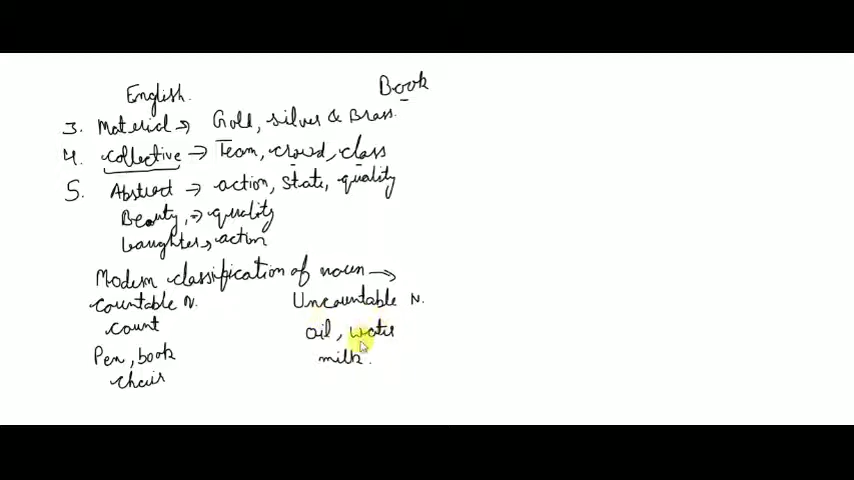 English. Book
3. Material → Gold, silver & Brass.
4. Collective → Team, crowd, class
5. Abstract → action, state, quality
Beauty, → quality
Laughter → action
Modern classification of noun →
Countable N. Uncountable N.
count oil, water
Pen, book milk.
chair